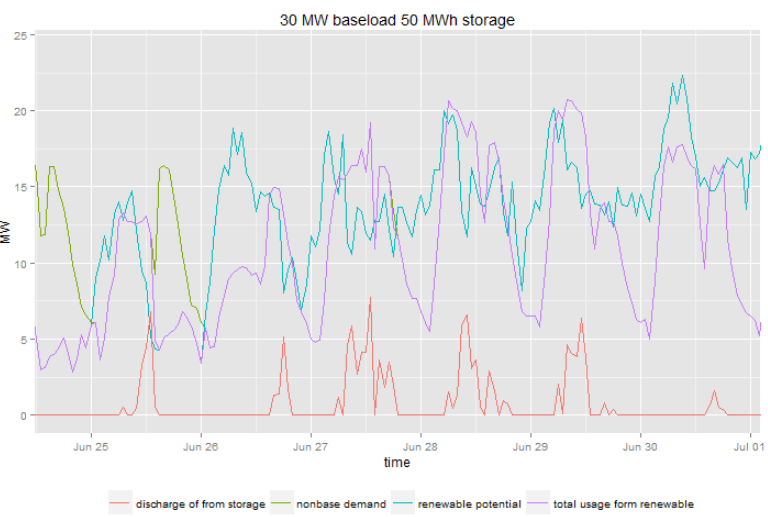 30 MW baseload 50 MWh storage
25
20
15
10
5
0
MW
Jun 25 Jun 26 Jun 27 Jun 28 Jun 29 Jun 30 Jul 01
time
discharge of from storage nonbase demand renewable potential total usage form renewable